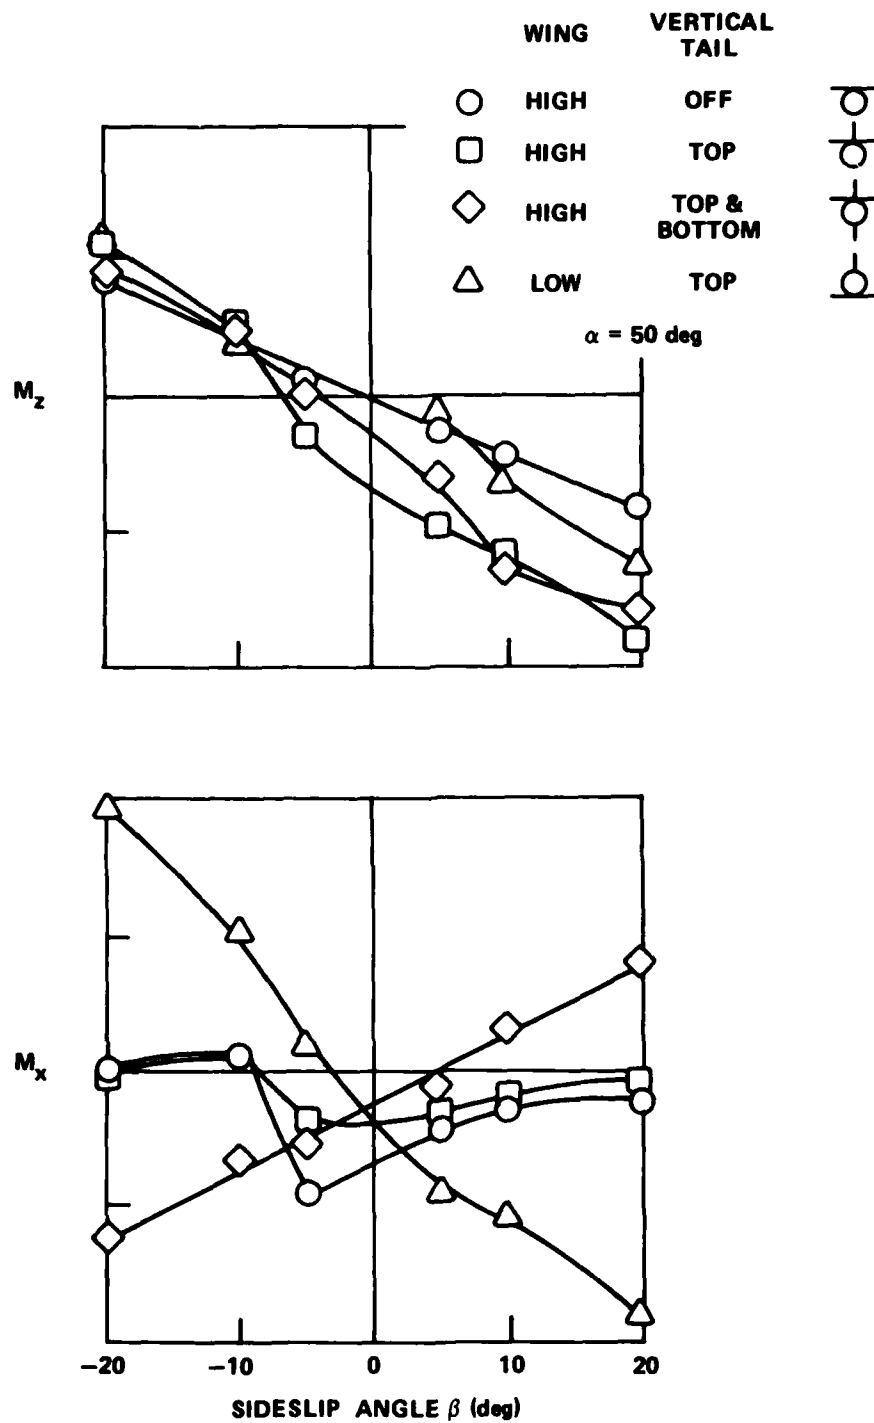 WING VERTICAL
TAIL
HIGH OFF
HIGH TOP
HIGH TOP &
BOTTOM
LOW TOP
α = 50 deg
Mz
Mx
−20 −10 0 10 20
SIDESLIP ANGLE β (deg)